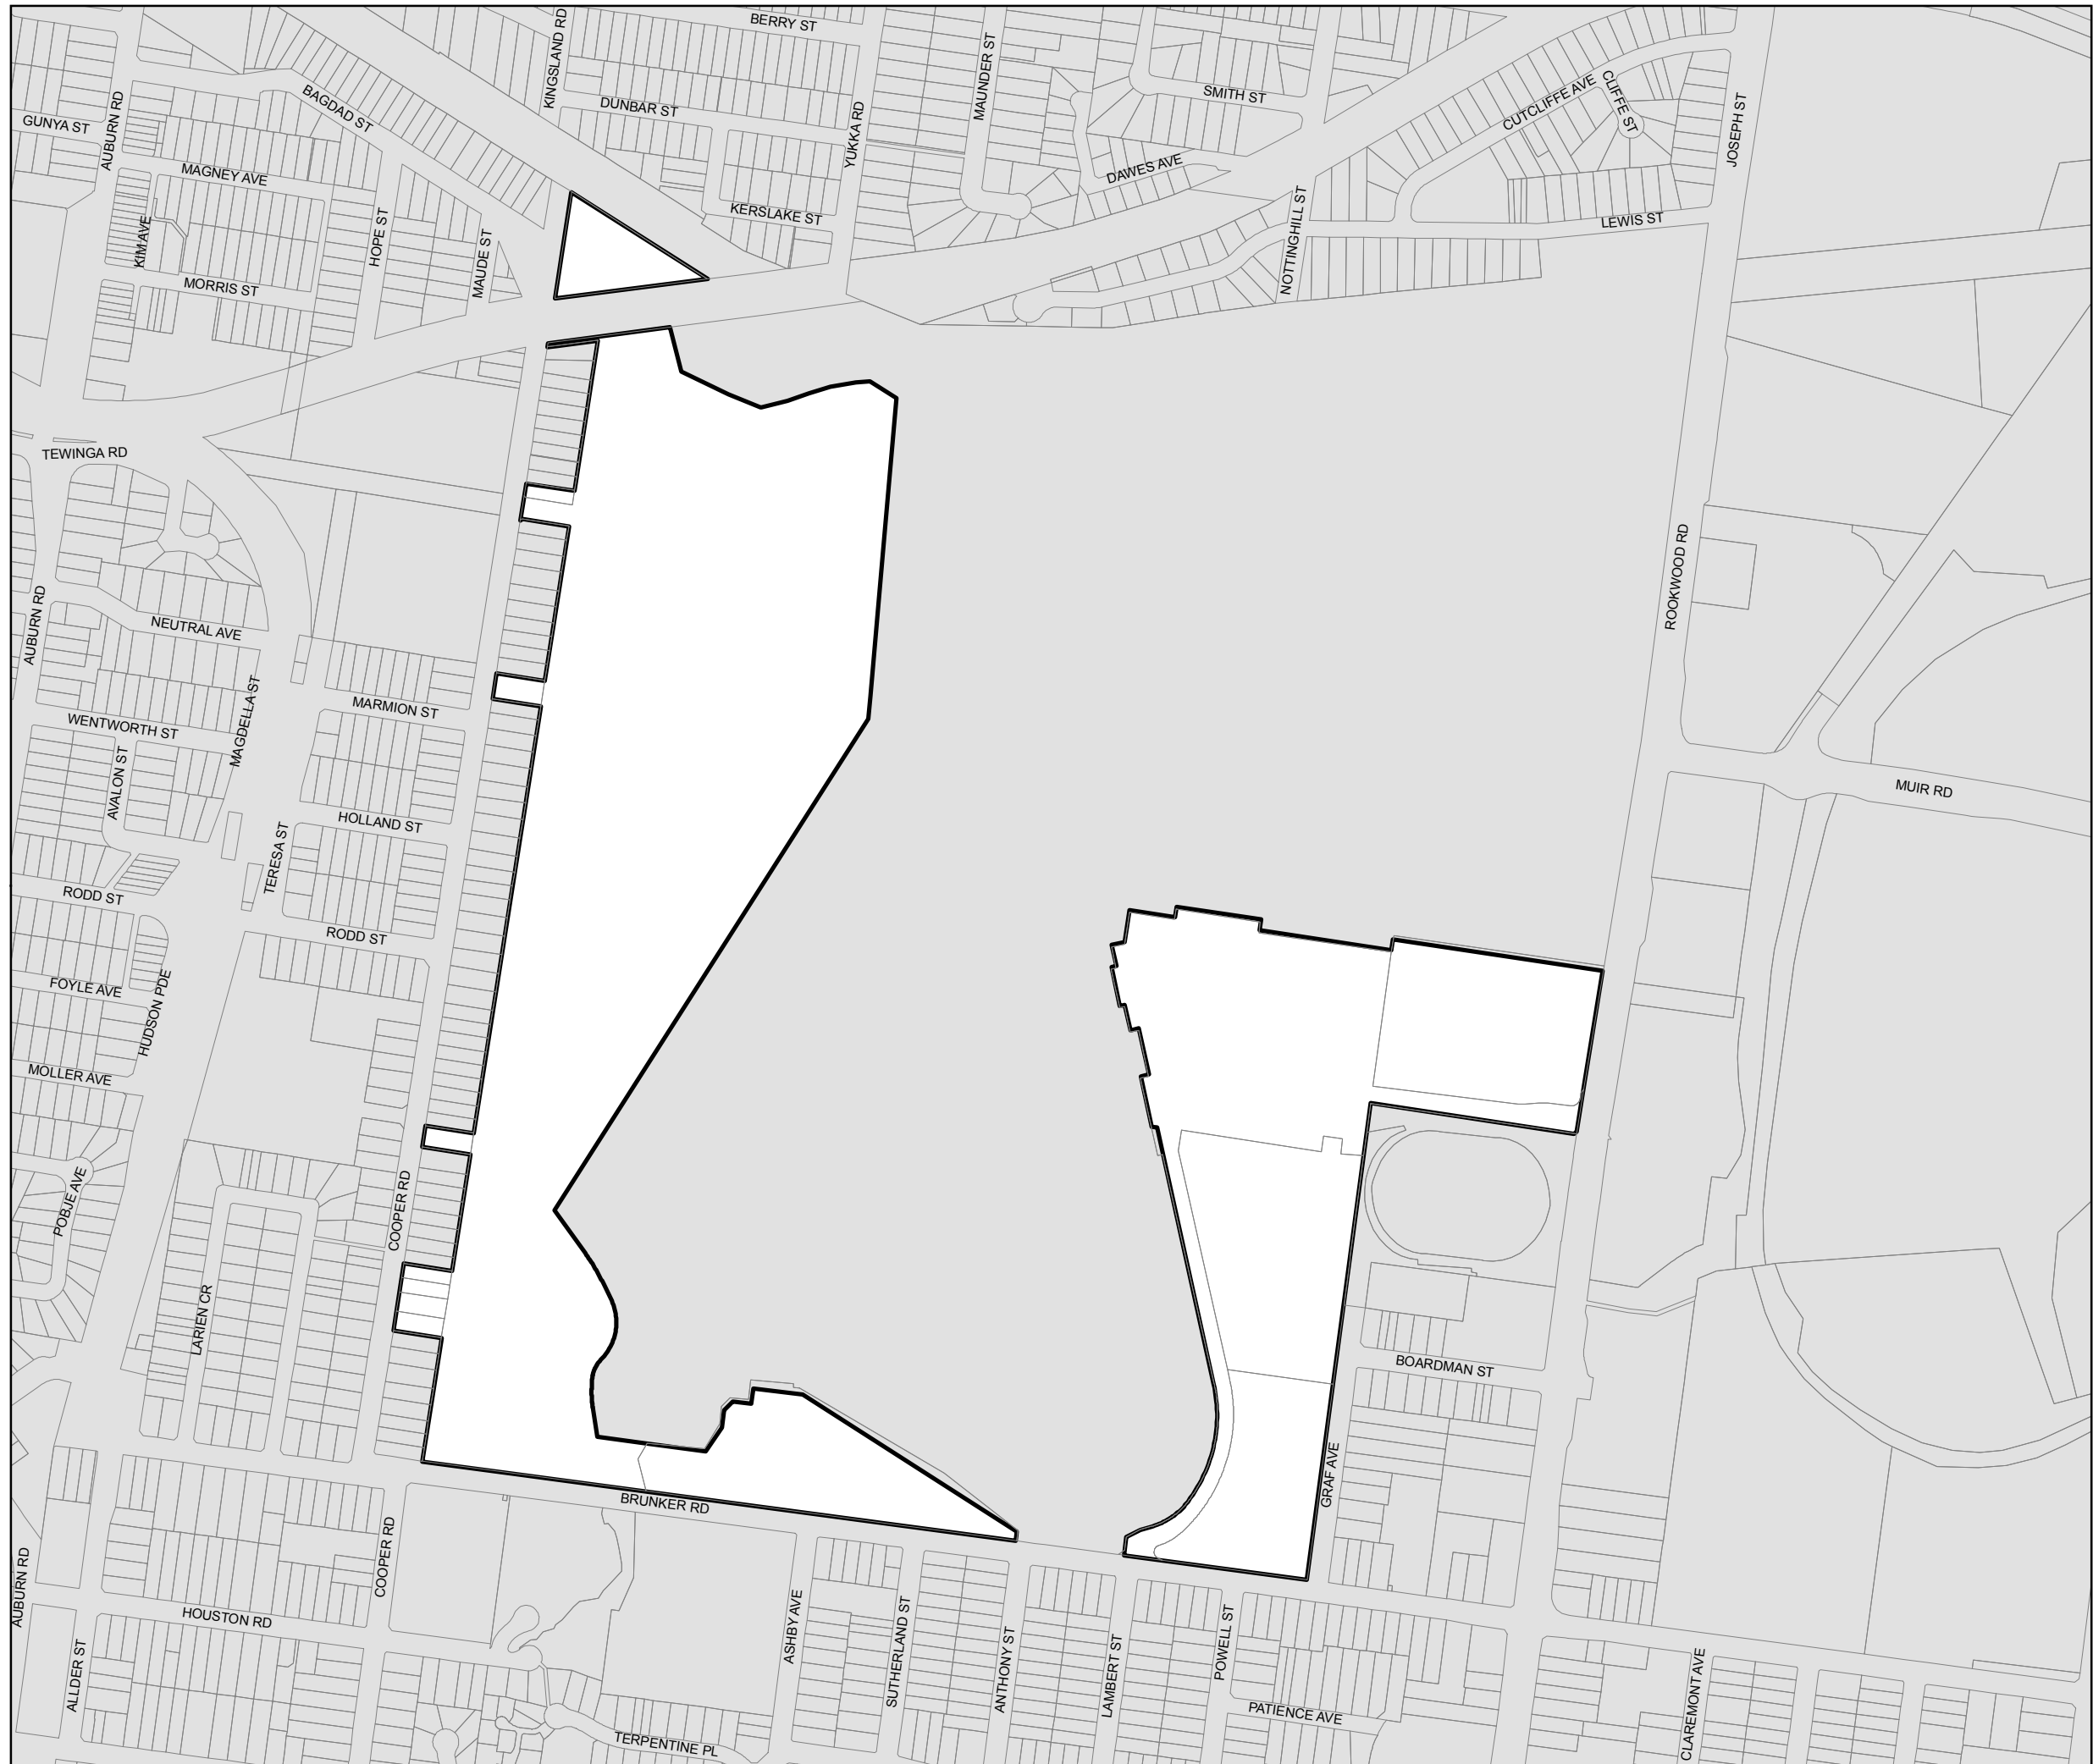 BERRY ST
KINGSLAND RD
MAUNDER ST
CUTCLIFFE AVE
CLIFFE ST
SMITH ST
BAGDAD ST
DUNBAR ST
GUNYA ST
AUBURN RD
YUKKA RD
JOSEPH ST
MAGNEY AVE
DAWES AVE
KERSLAKE ST
LEWIS ST
KIM AVE
HOPE ST
MAUDE ST
NOTTINGHILL ST
MORRIS ST
TEWINGA RD
ROOKWOOD RD
AUBURN RD
NEUTRAL AVE
MARMION ST
WENTWORTH ST
MAGDELLA ST
AVALON ST
MUIR RD
HOLLAND ST
TERESA ST
RODD ST
RODD ST
FOYLE AVE
HUDSON PDE
MOLLER AVE
POBJE AVE
COOPER RD
LARIEN CR
BOARDMAN ST
GRAF AVE
BRUNKER RD
COOPER RD
AUBURN RD
HOUSTON RD
ALLDER ST
ASHBY AVE
SUTHERLAND ST
ANTHONY ST
LAMBERT ST
POWELL ST
CLAREMONT AVE
PATIENCE AVE
TERPENTINE PL